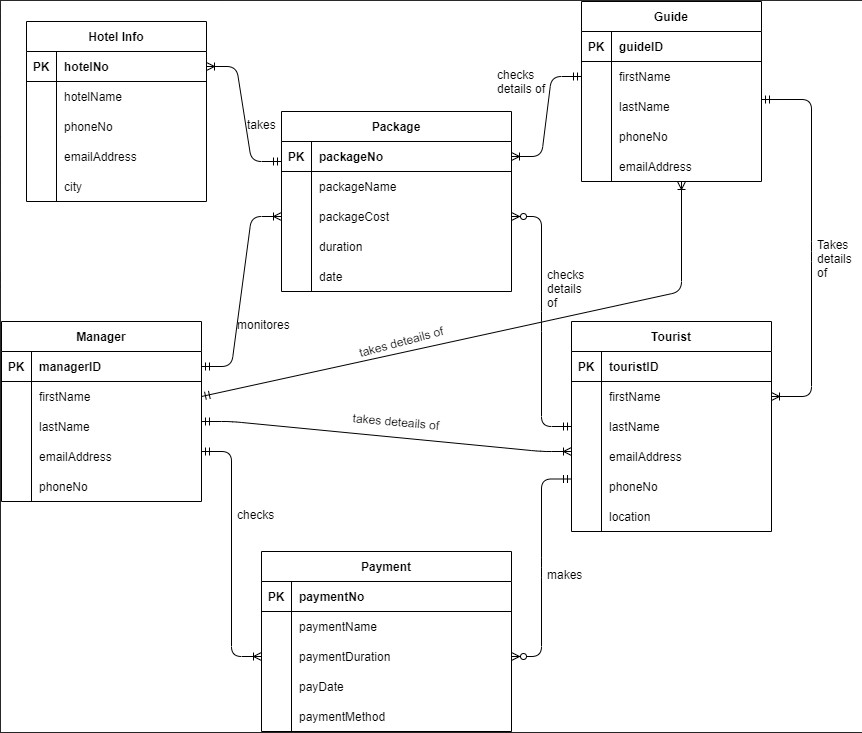 Guide
PK guideID
firstName
lastName
phoneNo
emailAddress
Hotel Info
PK hotelNo
hotelName
phoneNo
emailAddress
city
takes
checks
details of
Package
PK packageNo
packageName
packageCost
duration
date
Takes
details
of
checks
details
of
monitores
takes deteails of
Manager
PK managerID
firstName
lastName
emailAddress
phoneNo
takes deteails of
Tourist
PK touristID
firstName
lastName
emailAddress
phoneNo
location
checks
makes
Payment
PK paymentNo
paymentName
paymentDuration
payDate
paymentMethod